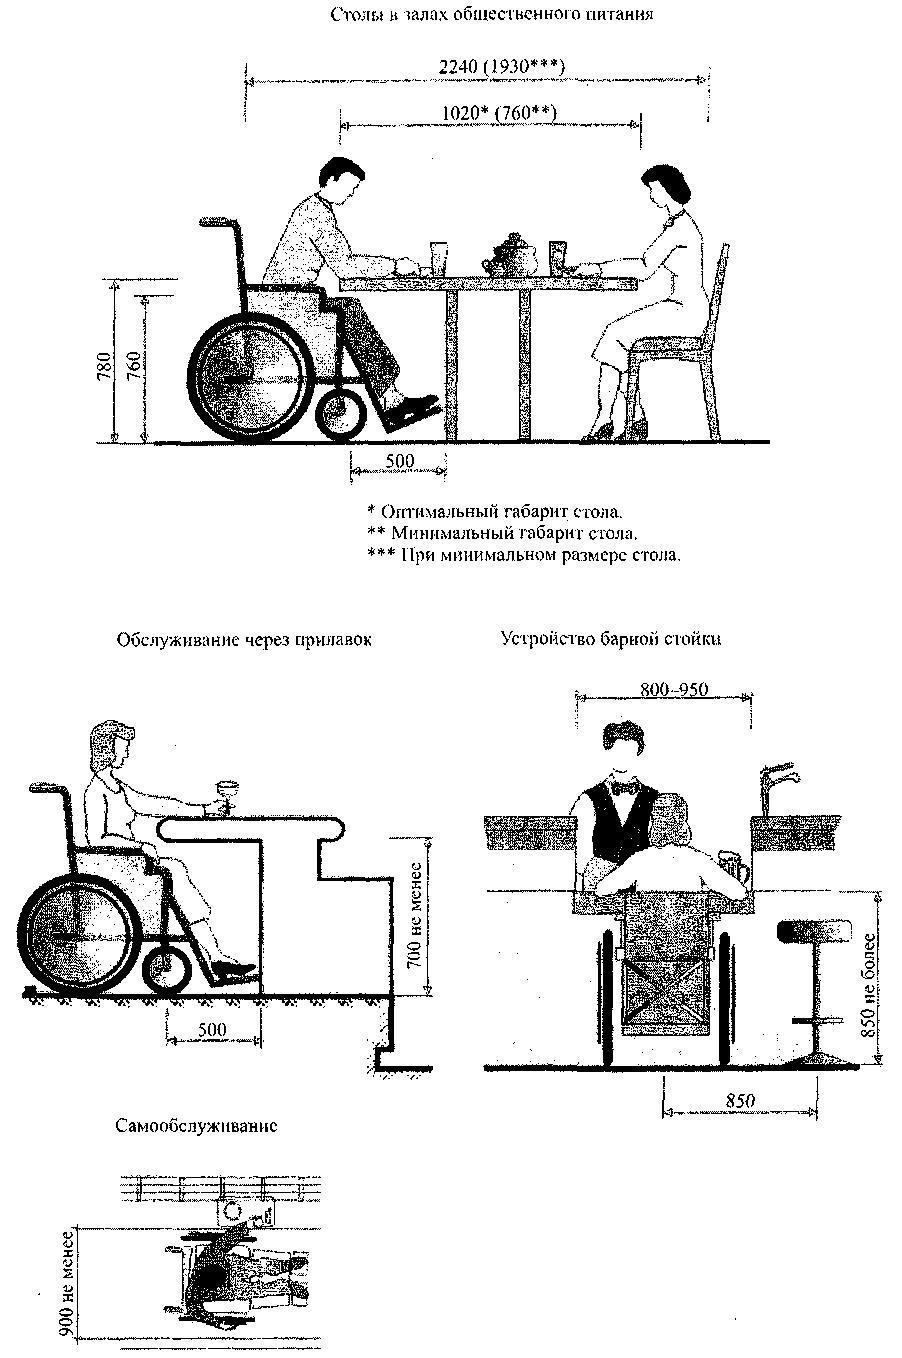 Столы в залах общественного питания
2240 (1930***)
1020* (760**)
780
760
500
* Оптимальный габарит стола.
** Минимальный габарит стола.
*** При минимальном размере стола.
Обслуживание через прилавок
Устройство барной стойки
800–950
700 не менее
850 не более
500
850
Самообслуживание
900 не менее